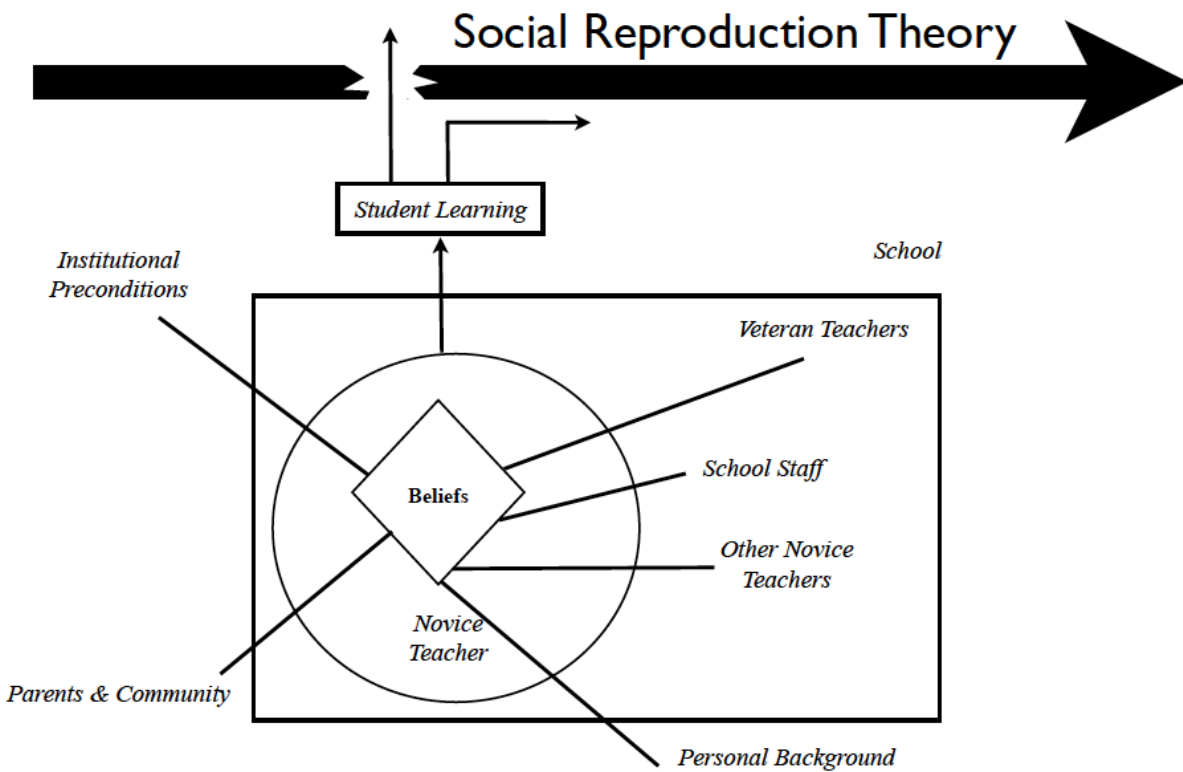 Social Reproduction Theory
Student Learning
School
Institutional
Preconditions
Veteran Teachers
School Staff
Beliefs
Other Novice
Teachers
Novice
Teacher
Parents & Community
Personal Background